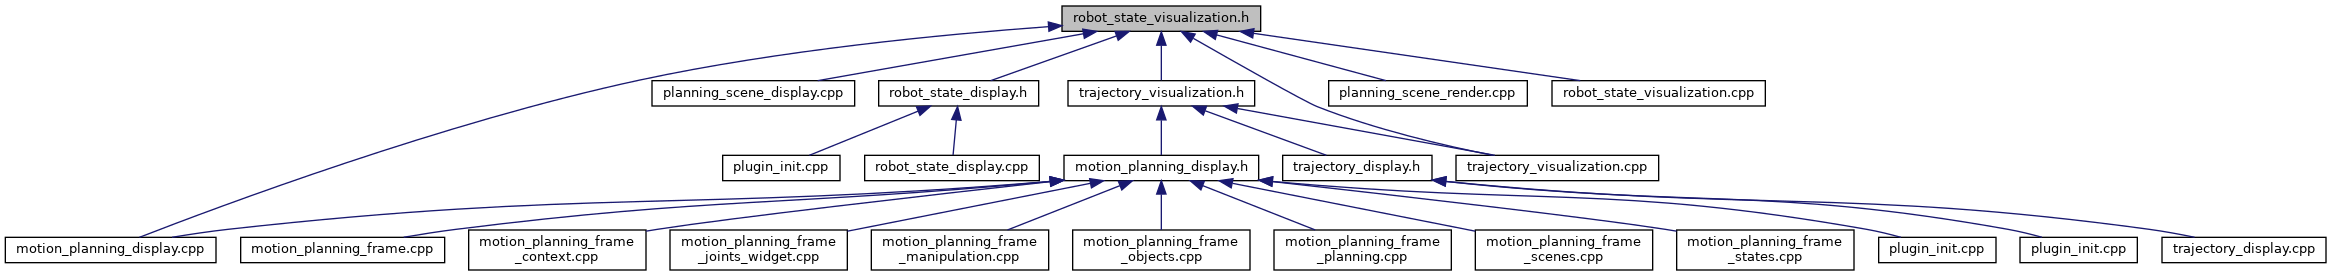 robot_state_visualization.h
planning_scene_display.cpp
robot_state_display.h
trajectory_visualization.h
planning_scene_render.cpp
robot_state_visualization.cpp
plugin_init.cpp
robot_state_display.cpp
motion_planning_display.h
trajectory_display.h
trajectory_visualization.cpp
motion_planning_display.cpp
motion_planning_frame.cpp
motion_planning_frame
_context.cpp
motion_planning_frame
_joints_widget.cpp
motion_planning_frame
_manipulation.cpp
motion_planning_frame
_objects.cpp
motion_planning_frame
_planning.cpp
motion_planning_frame
_scenes.cpp
motion_planning_frame
_states.cpp
plugin_init.cpp
plugin_init.cpp
trajectory_display.cpp